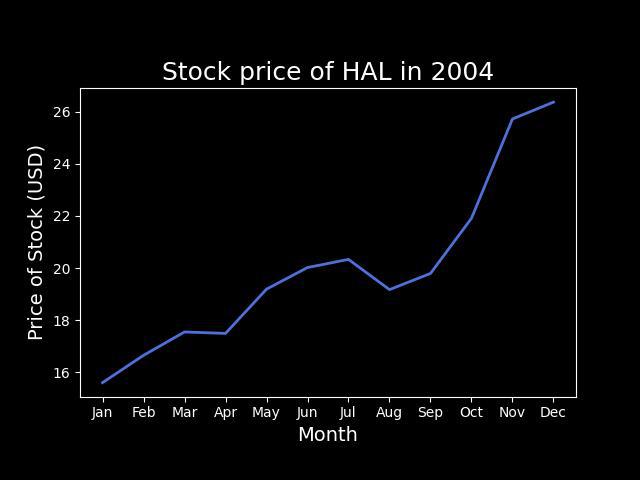 Stock price of HAL in 2004
Price of Stock (USD)
26
24
22
20
18
16
Jan Feb Mar Apr May Jun Jul Aug Sep Oct Nov Dec
Month